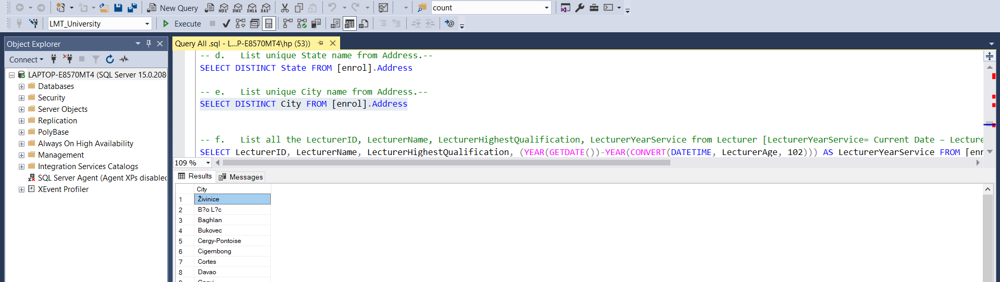 New Query MDX DMX XMLA DAX count
LMT_University Execute
Object Explorer
Query All .sql - L...P-E8570MT4\hp (53))
Connect
LAPTOP-E8570MT4 (SQL Server 15.0.208
Databases
Security
Server Objects
Replication
PolyBase
Always On High Availability
Management
Integration Services Catalogs
SQL Server Agent (Agent XPs disabled
XEvent Profiler
-- d. List unique State name from Address.--
SELECT DISTINCT State FROM [enrol].Address
-- e. List unique City name from Address.--
SELECT DISTINCT City FROM [enrol].Address
-- f. List all the LecturerID, LecturerName, LecturerHighestQualification, LecturerYearService from Lecturer [LecturerYearService= Current Date – Lecture
SELECT LecturerID, LecturerName, LecturerHighestQualification, (YEAR(GETDATE())-YEAR(CONVERT(DATETIME, LecturerAge, 102))) AS LecturerYearService FROM [enr
109 %
Results Messages
City
1 Živinice
2 B?o L?c
3 Baghlan
4 Bukovec
5 Cergy-Pontoise
6 Cigembong
7 Cortes
8 Davao